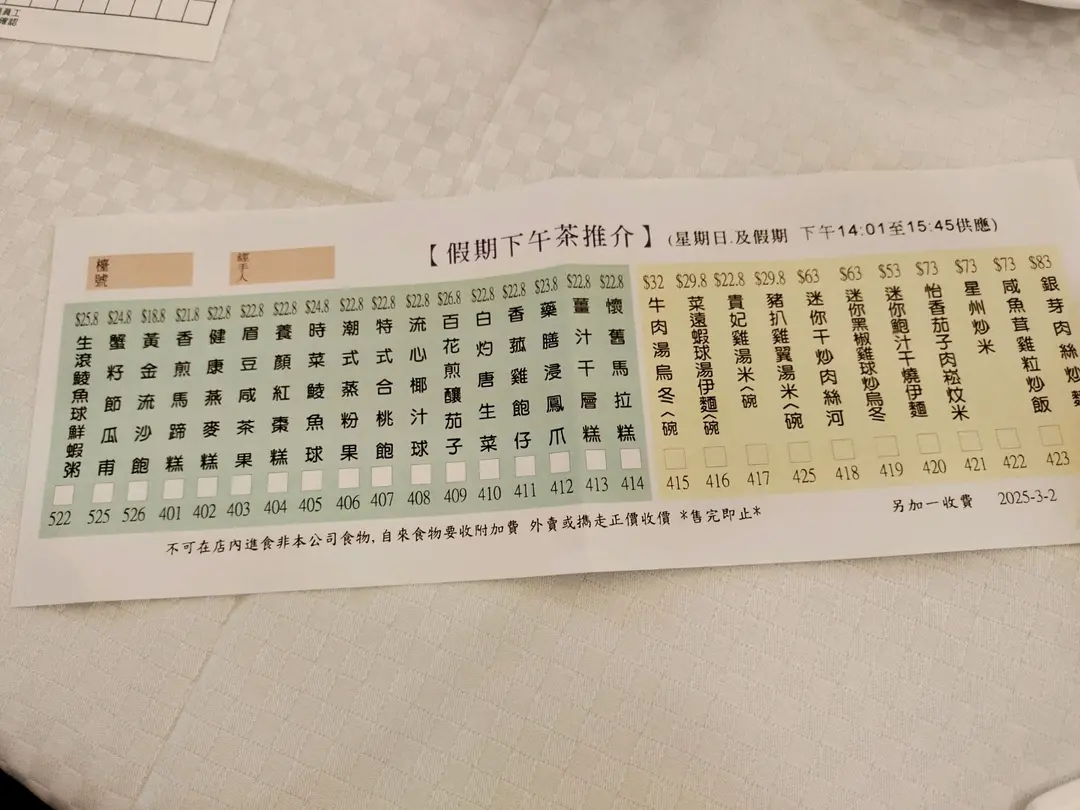 員工
確認
【假期下午茶推介】(星期日.及假期 下午14:01至15:45供應)
檯號
經手人
$25.8 生滾鯪魚球鮮蝦粥 522
$24.8 蟹籽節瓜甫 525
$18.8 黃金流沙飽 526
$21.8 香煎馬蹄糕 401
$22.8 健康燕麥糕 402
$22.8 眉豆咸茶果 403
$22.8 養顏紅棗糕 404
$24.8 時菜鯪魚球 405
$22.8 潮式蒸粉果 406
$22.8 特式合桃飽 407
$22.8 流心椰汁球 408
$26.8 百花煎釀茄子 409
$22.8 白灼唐生菜 410
$22.8 香菰雞飽仔 411
$23.8 藥膳浸鳳爪 412
$22.8 薑汁千層糕 413
$22.8 懷舊馬拉糕 414
$32 牛肉湯烏冬〈碗 415
$29.8 菜遠蝦球湯伊麵〈碗 416
$22.8 貴妃雞湯米〈碗 417
$29.8 豬扒雞翼湯米〈碗 425
$63 迷你干炒肉絲河 418
$63 迷你黑椒雞球炒烏冬 419
$53 迷你鮑汁干燒伊麵 420
$73 怡香茄子肉崧炆米 421
$73 星州炒米 422
$73 咸魚茸雞粒炒飯 423
$83 銀芽肉絲炒麵
不可在店內進食非本公司食物,自來食物要收附加費 外賣或攜走正價收價 *售完即止*
另加一收費 2025-3-2